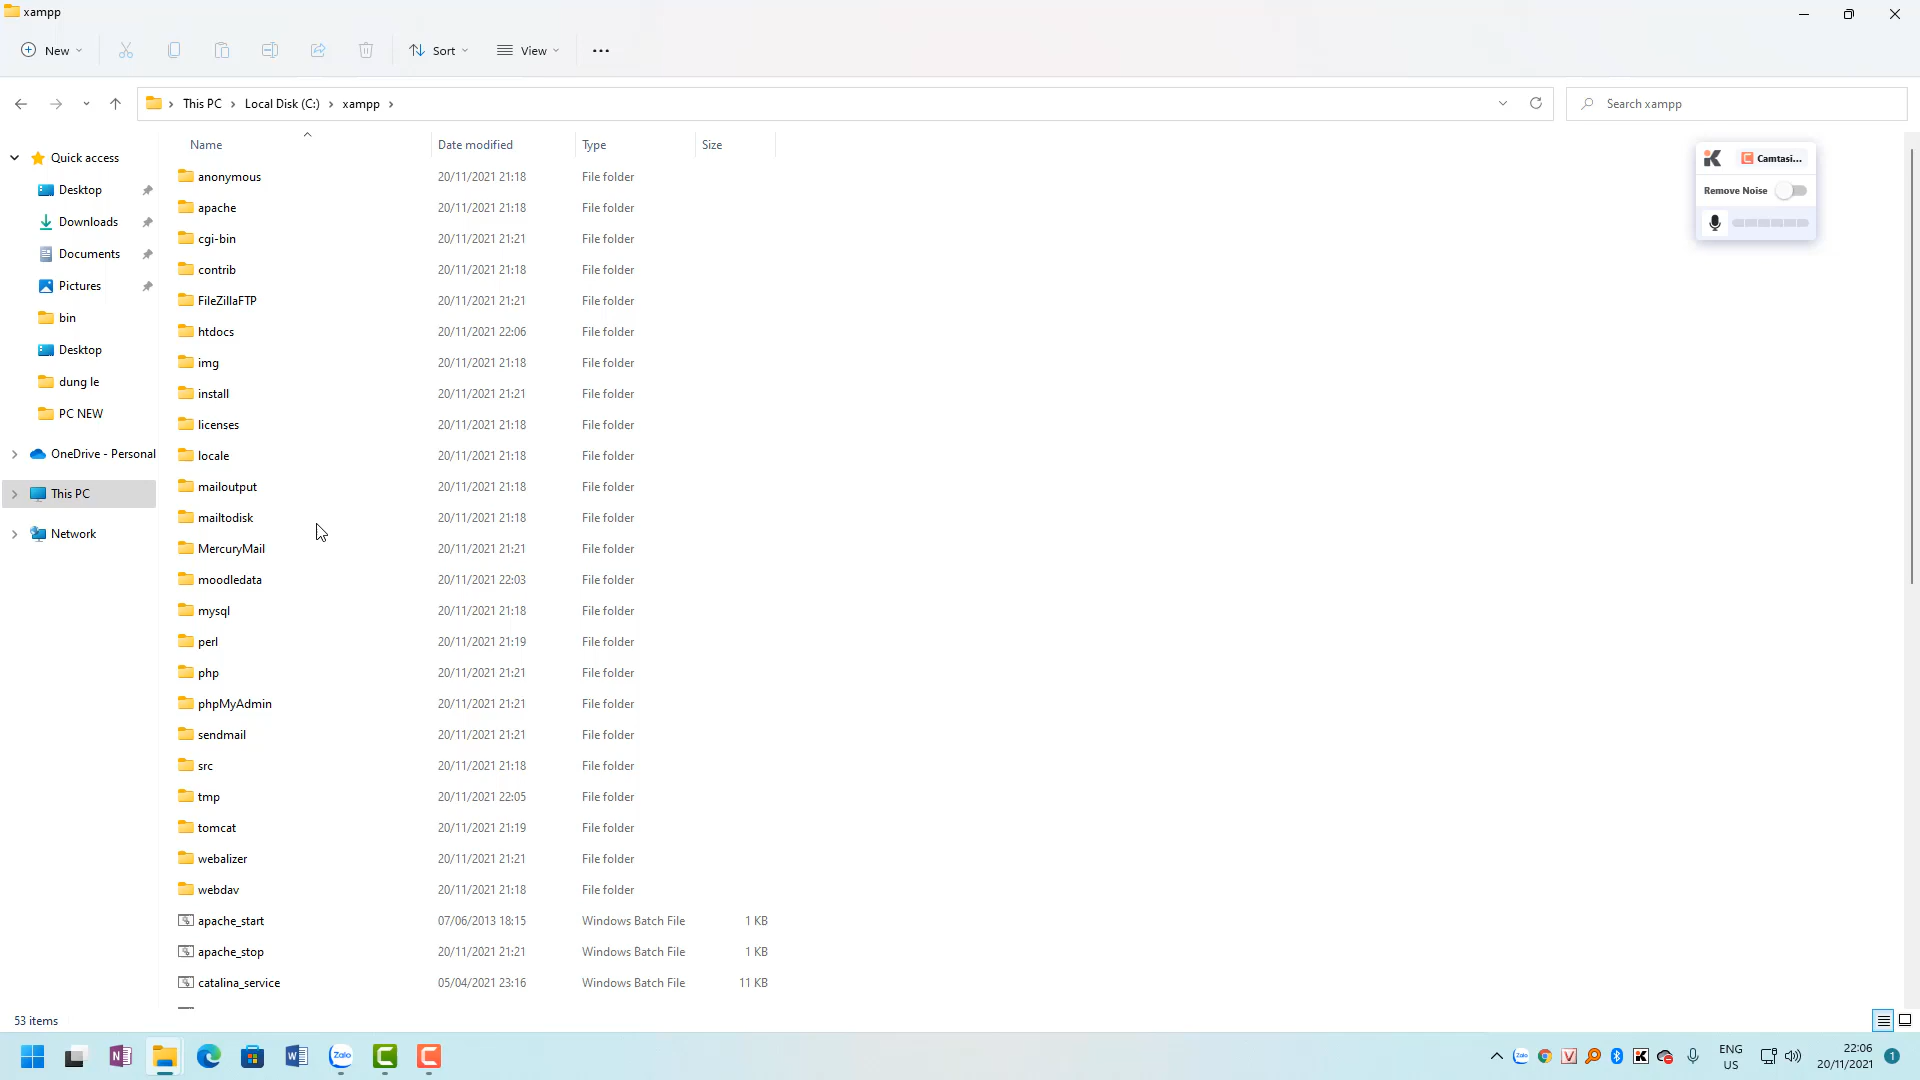 xampp
New
Sort
View
This PC
Local Disk (C:)
xampp
Search xampp
Name
Date modified
Type
Size
Quick access
Desktop
Downloads
Documents
Pictures
bin
Desktop
dung le
PC NEW
OneDrive - Personal
This PC
Network
anonymous 20/11/2021 21:18 File folder
apache 20/11/2021 21:18 File folder
cgi-bin 20/11/2021 21:21 File folder
contrib 20/11/2021 21:18 File folder
FileZillaFTP 20/11/2021 21:21 File folder
htdocs 20/11/2021 22:06 File folder
img 20/11/2021 21:18 File folder
install 20/11/2021 21:21 File folder
licenses 20/11/2021 21:18 File folder
locale 20/11/2021 21:18 File folder
mailoutput 20/11/2021 21:18 File folder
mailtodisk 20/11/2021 21:18 File folder
MercuryMail 20/11/2021 21:21 File folder
moodledata 20/11/2021 22:03 File folder
mysql 20/11/2021 21:18 File folder
perl 20/11/2021 21:19 File folder
php 20/11/2021 21:21 File folder
phpMyAdmin 20/11/2021 21:21 File folder
sendmail 20/11/2021 21:21 File folder
src 20/11/2021 21:18 File folder
tmp 20/11/2021 22:05 File folder
tomcat 20/11/2021 21:19 File folder
webalizer 20/11/2021 21:21 File folder
webdav 20/11/2021 21:18 File folder
apache_start 07/06/2013 18:15 Windows Batch File 1 KB
apache_stop 20/11/2021 21:21 Windows Batch File 1 KB
catalina_service 05/04/2021 23:16 Windows Batch File 11 KB
Camtasi...
Remove Noise
53 items
Zalo
ENG
US
22:06
20/11/2021
1